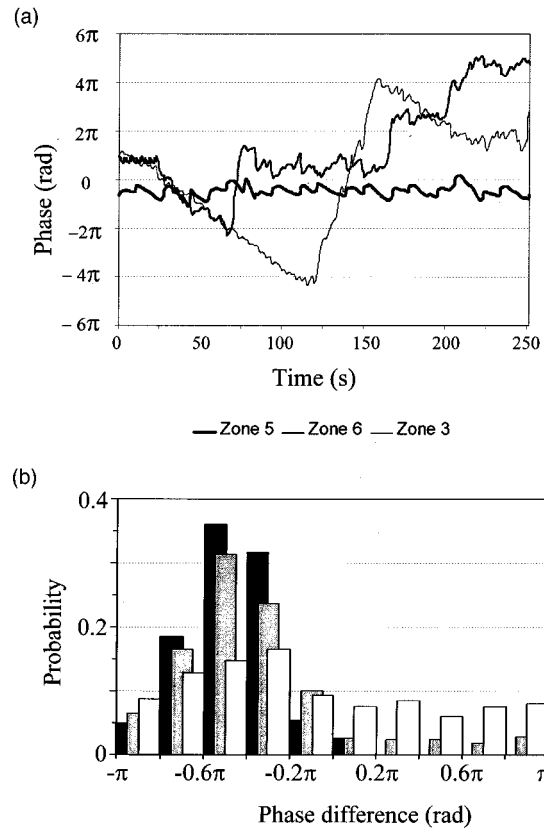 (a)
6π
4π
2π
0
−2π
−4π
−6π
Phase (rad)
0 50 100 150 200 250
Time (s)
Zone 5 Zone 6 Zone 3
(b)
0.4
0.2
0
Probability
-π -0.6π -0.2π 0.2π 0.6π π
Phase difference (rad)